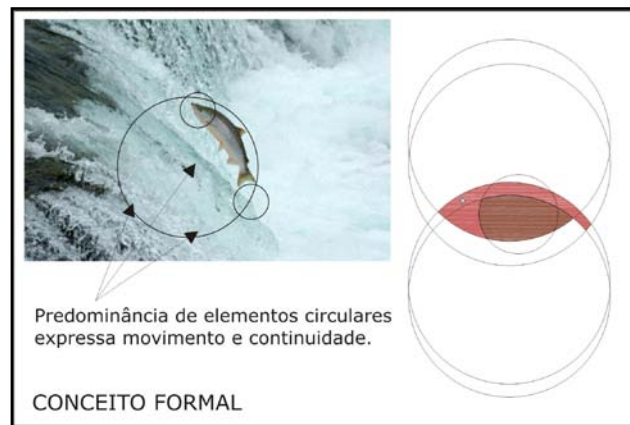 Predominância de elementos circulares
expressa movimento e continuidade.
CONCEITO FORMAL